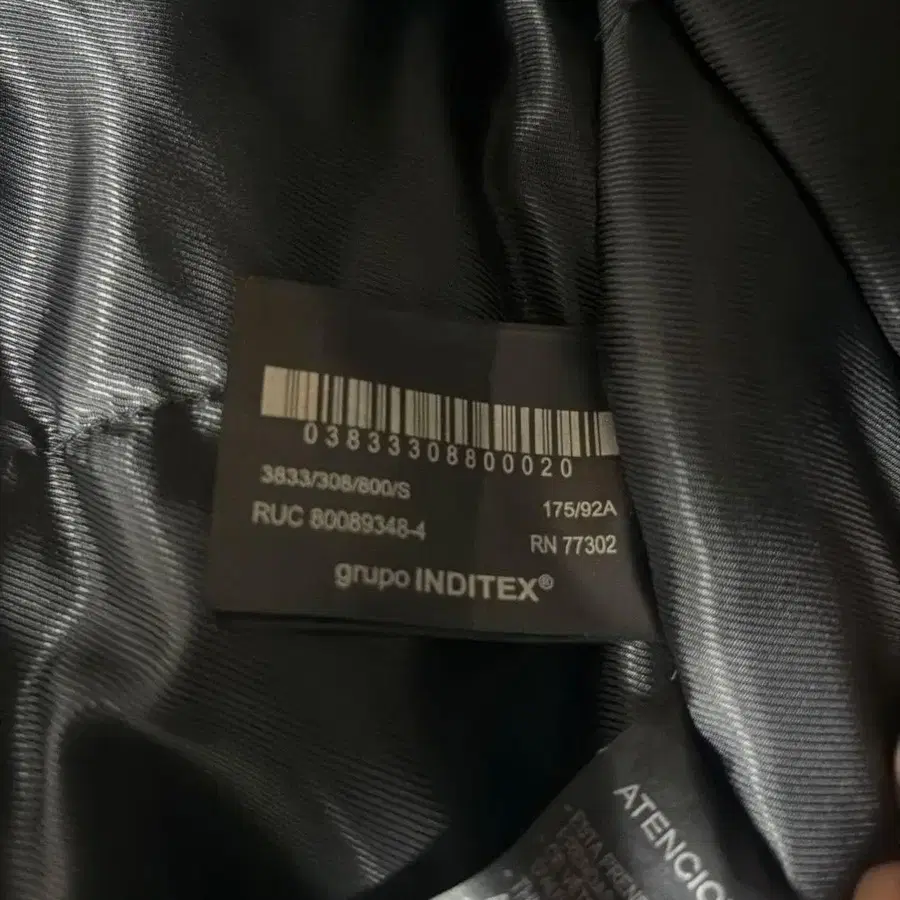 03833308800020
3833/308/800/S
175/92A
RUC 80089348-4
RN 77302
grupo INDITEX®
ATENCIO